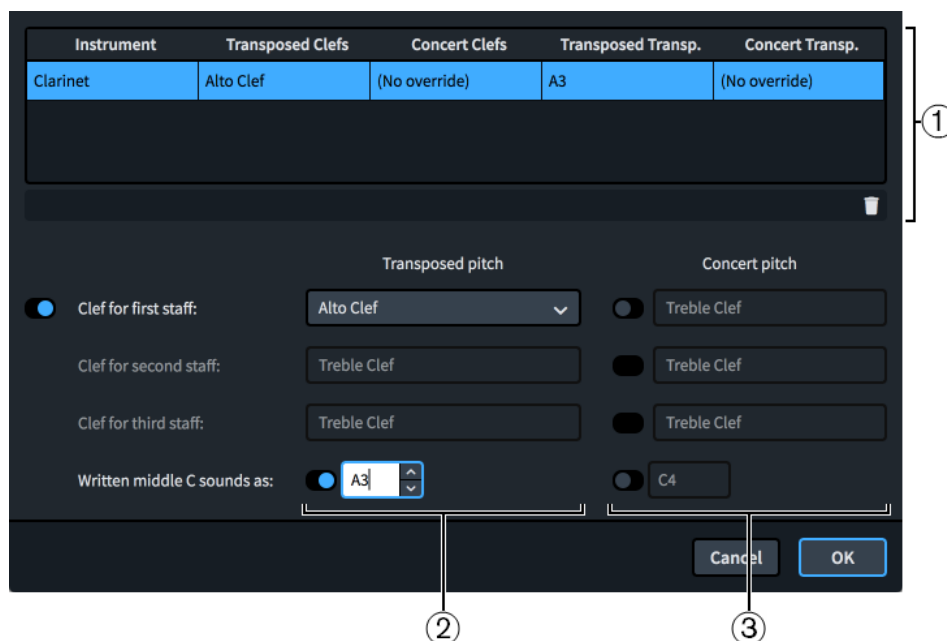 Instrument Transposed Clefs Concert Clefs Transposed Transp. Concert Transp.
Clarinet Alto Clef (No override) A3 (No override)
①
Transposed pitch Concert pitch
Clef for first staff: Alto Clef Treble Clef
Clef for second staff: Treble Clef Treble Clef
Clef for third staff: Treble Clef Treble Clef
Written middle C sounds as: A3 C4
Cancel OK
② ③